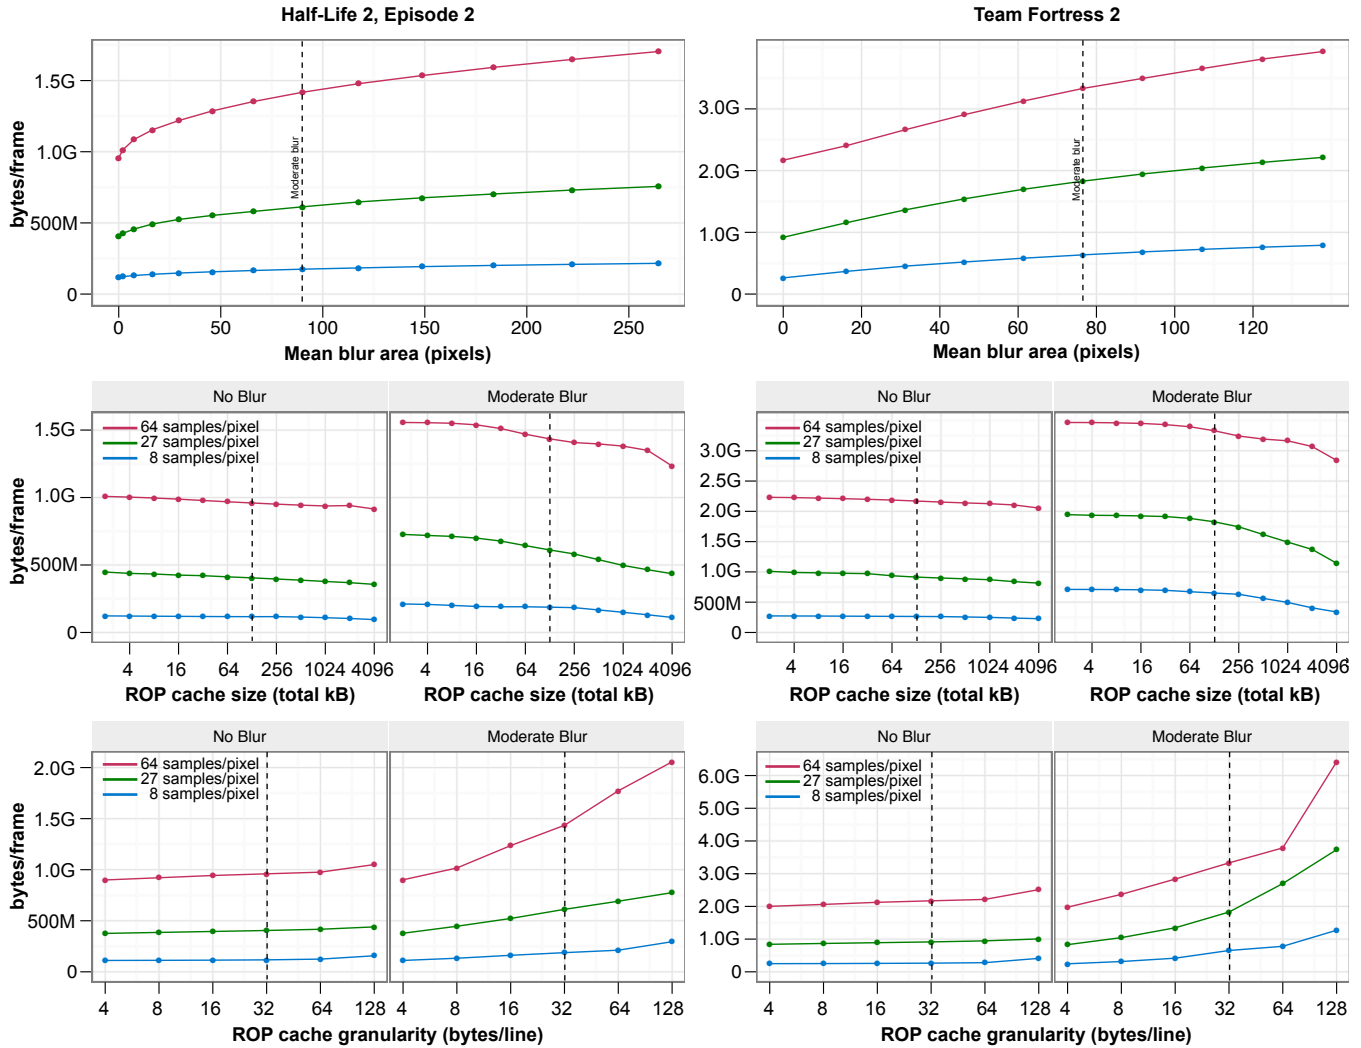 Half-Life 2, Episode 2
Team Fortress 2
bytes/frame
1.5G
1.0G
500M
0
Moderate blur
0 50 100 150 200 250
Mean blur area (pixels)
3.0G
2.0G
1.0G
0
Moderate blur
0 20 40 60 80 100 120
Mean blur area (pixels)
bytes/frame
No Blur
Moderate Blur
1.5G
1.0G
500M
0
64 samples/pixel
27 samples/pixel
8 samples/pixel
4 16 64 256 1024 4096
4 16 64 256 1024 4096
ROP cache size (total kB)
ROP cache size (total kB)
No Blur
Moderate Blur
3.0G
2.5G
2.0G
1.5G
1.0G
500M
0
64 samples/pixel
27 samples/pixel
8 samples/pixel
4 16 64 256 1024 4096
4 16 64 256 1024 4096
ROP cache size (total kB)
ROP cache size (total kB)
bytes/frame
No Blur
Moderate Blur
2.0G
1.5G
1.0G
500M
0
64 samples/pixel
27 samples/pixel
8 samples/pixel
4 8 16 32 64 128
4 8 16 32 64 128
ROP cache granularity (bytes/line)
No Blur
Moderate Blur
6.0G
5.0G
4.0G
3.0G
2.0G
1.0G
0
64 samples/pixel
27 samples/pixel
8 samples/pixel
4 8 16 32 64 128
4 8 16 32 64 128
ROP cache granularity (bytes/line)